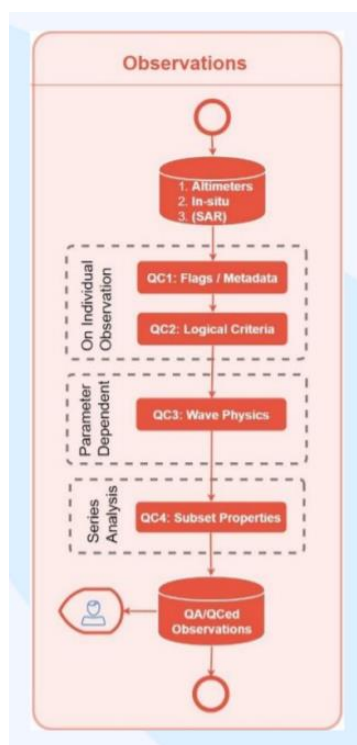 Observations
1. Altimeters
2. In-situ
3. (SAR)
On Individual
Observation
QC1: Flags / Metadata
QC2: Logical Criteria
Parameter
Dependent
QC3: Wave Physics
Series
Analysis
QC4: Subset Properties
QA/QCed
Observations